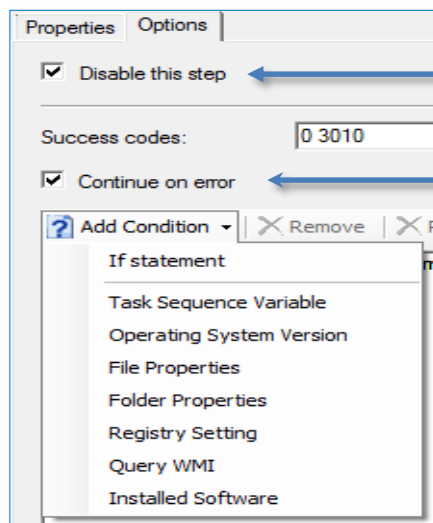 Properties Options
Disable this step
Success codes: 0 3010
Continue on error
Add Condition Remove
If statement
Task Sequence Variable
Operating System Version
File Properties
Folder Properties
Registry Setting
Query WMI
Installed Software